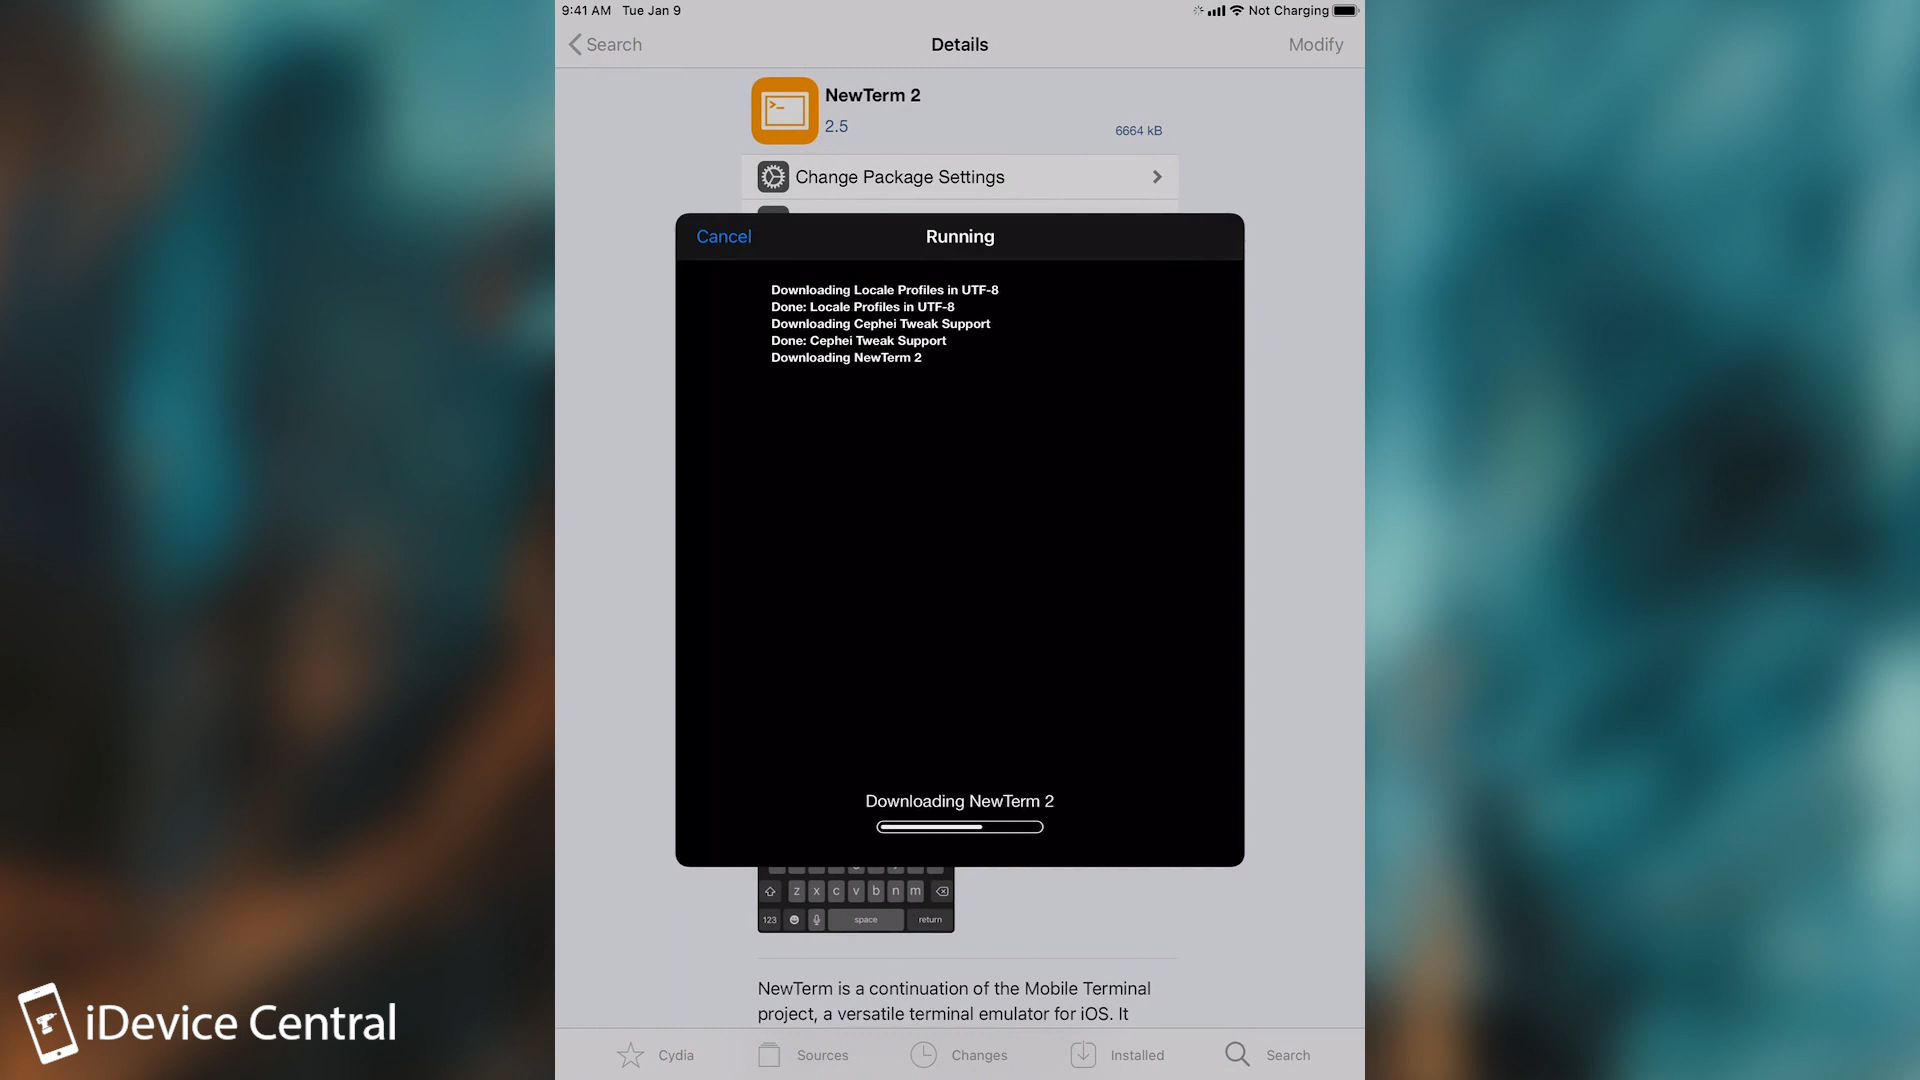 9:41 AM Tue Jan 9
Not Charging
Search
Details
Modify
NewTerm 2
2.5
6664 kB
Change Package Settings
Cancel
Running
Downloading Locale Profiles in UTF-8
Done: Locale Profiles in UTF-8
Downloading Cephei Tweak Support
Done: Cephei Tweak Support
Downloading NewTerm 2
Downloading NewTerm 2
z x c v b n m
123 space return
NewTerm is a continuation of the Mobile Terminal
project, a versatile terminal emulator for iOS. It
iDevice Central
Cydia
Sources
Changes
Installed
Search